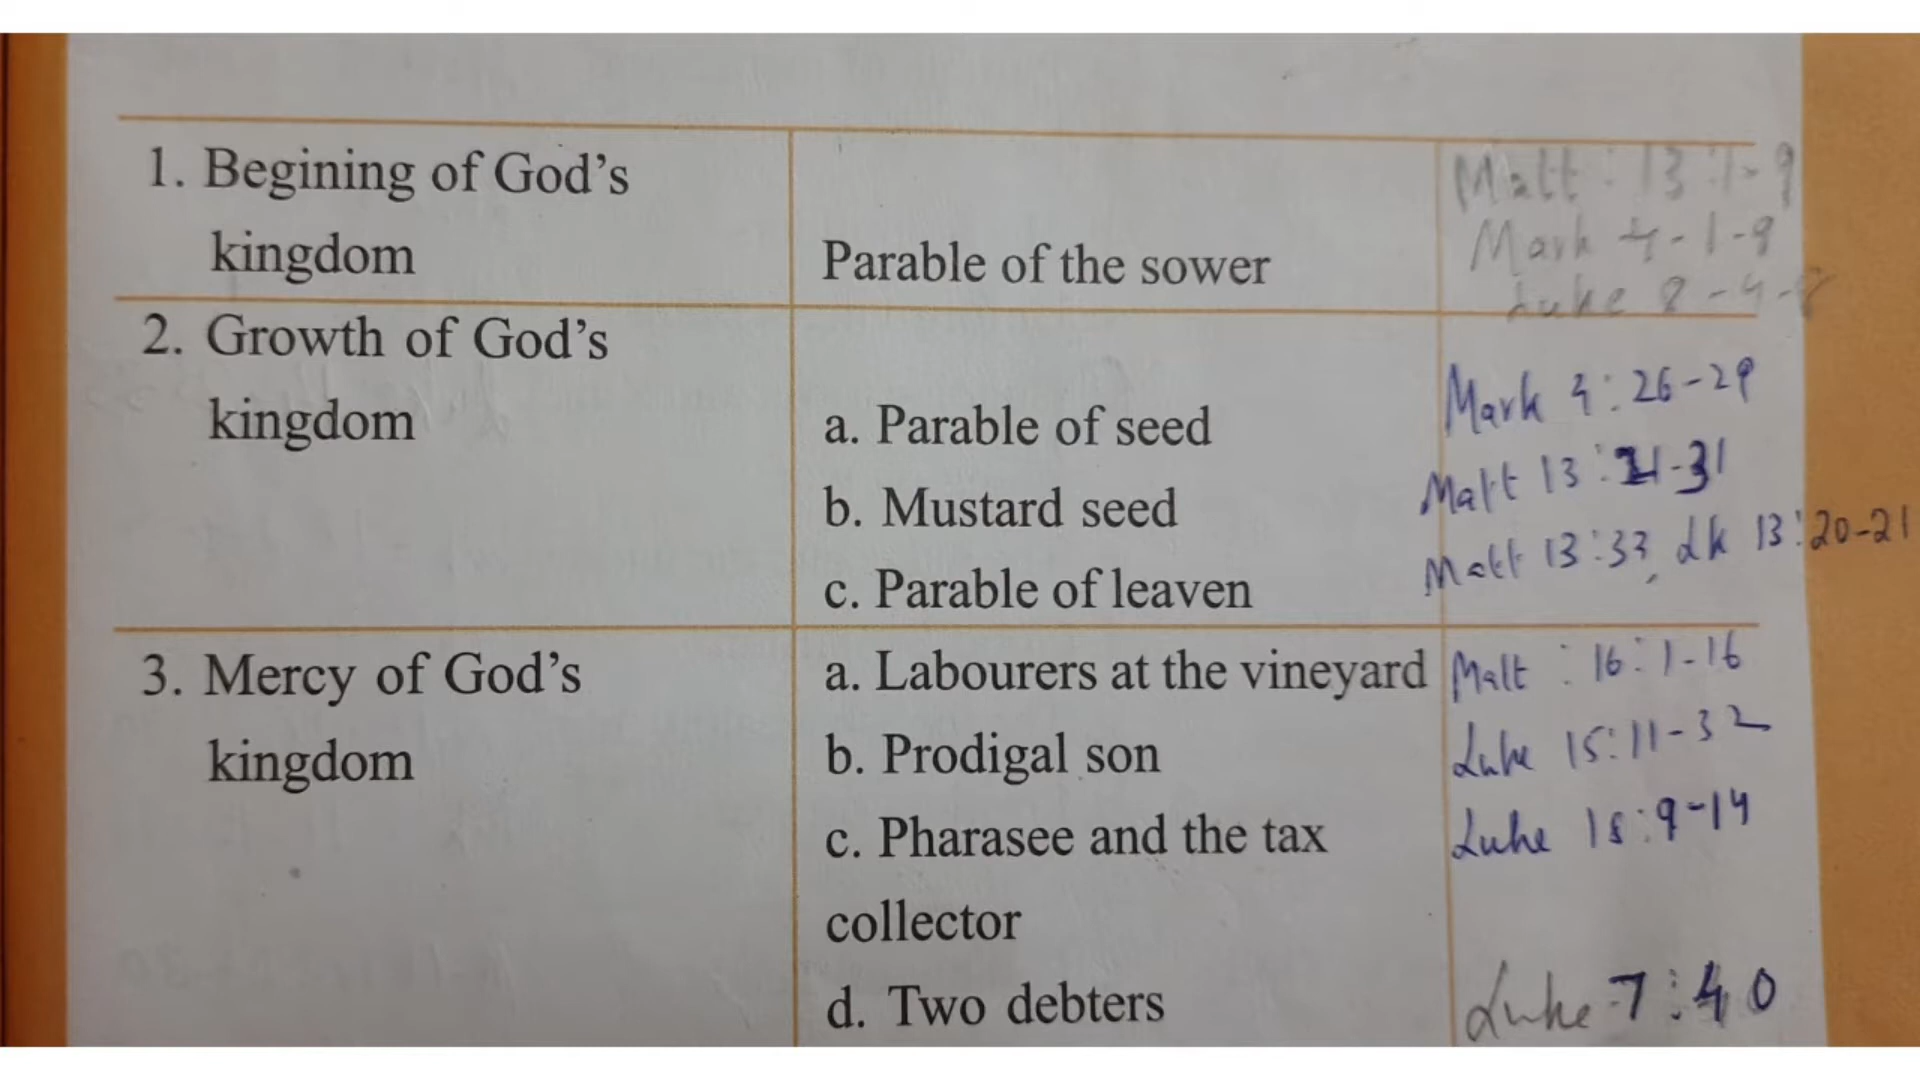 1. Begining of God's
kingdom
Parable of the sower
Matt : 13 : 1-9
Mark 4-1-9
Luke 8-4-8
2. Growth of God's
kingdom
a. Parable of seed
Mark 4 : 26-29
b. Mustard seed
Matt 13 : 31-31
c. Parable of leaven
Matt 13 : 33, Lk 13 : 20-21
3. Mercy of God's
kingdom
a. Labourers at the vineyard
Matt : 16 : 1-16
b. Prodigal son
Luke 15 : 11-32
c. Pharasee and the tax
collector
Luke 18 : 9-14
d. Two debters
Luke 7 : 40